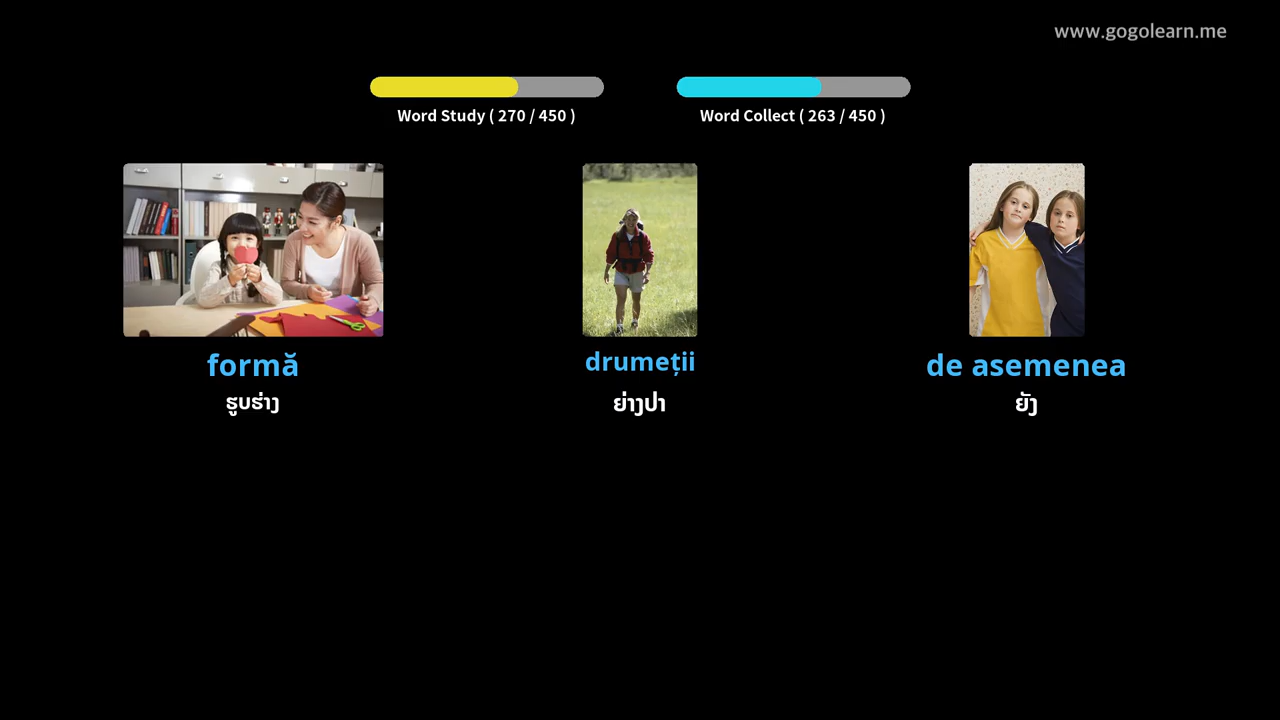 www.gogolearn.me
Word Study ( 270 / 450 )
Word Collect ( 263 / 450 )
formă
drumeții
de asemenea
ຮູບຮ່າງ
ຍ່າງປ່າ
ຍັງ